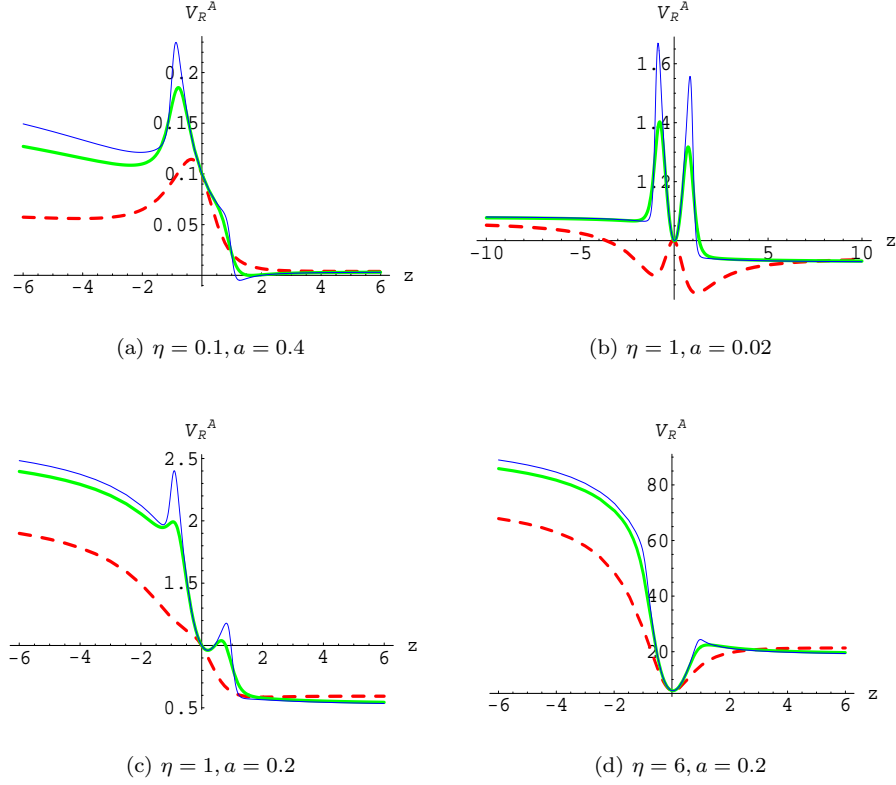 V_R^A
0.2
0.15
0.1
0.05
-6 -4 -2 2 4 6 z
(a) η = 0.1, a = 0.4
V_R^A
1.6
1.4
1.2
-10 -5 5 10 z
(b) η = 1, a = 0.02
V_R^A
2.5
2
1.5
-6 -4 -2 2 4 6 z
0.5
(c) η = 1, a = 0.2
V_R^A
80
60
40
20
-6 -4 -2 2 4 6 z
(d) η = 6, a = 0.2